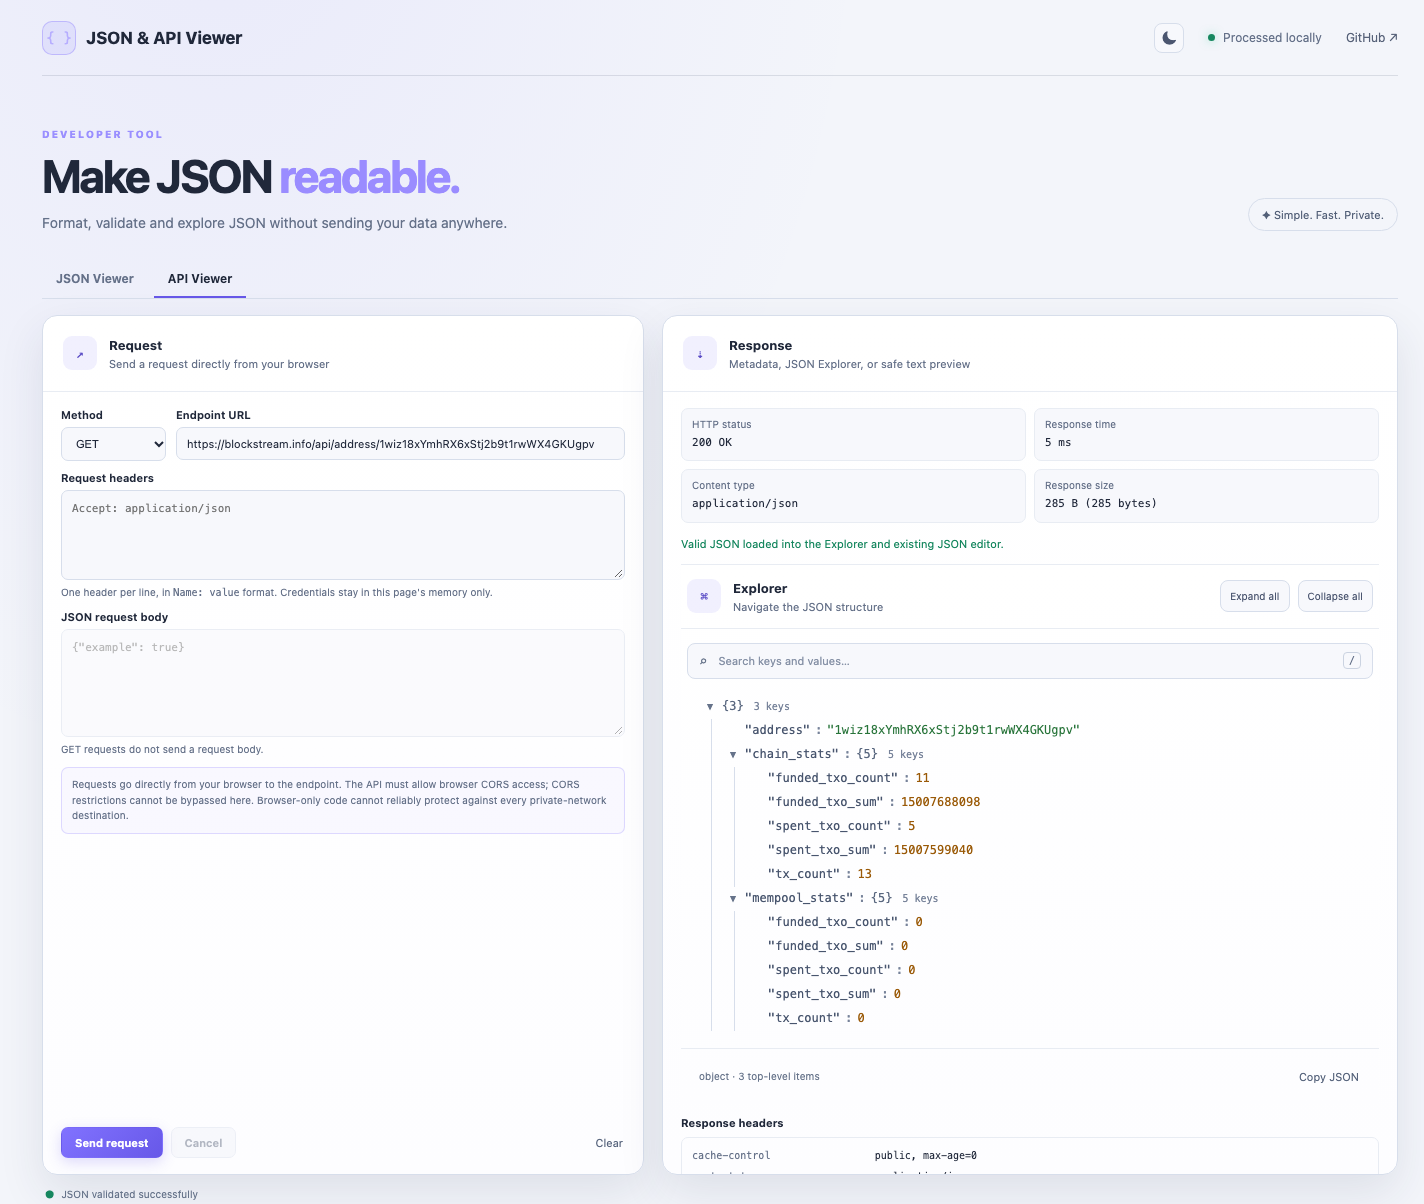 { } JSON & API Viewer
Processed locally
GitHub ↗
DEVELOPER TOOL
Make JSON readable.
Format, validate and explore JSON without sending your data anywhere.
✦ Simple. Fast. Private.
JSON Viewer
API Viewer
↗
Request
Send a request directly from your browser
Method
Endpoint URL
GET
https://blockstream.info/api/address/1wiz18xYmhRX6xStj2b9t1rwWX4GKUgpv
Request headers
Accept: application/json
One header per line, in Name: value format. Credentials stay in this page's memory only.
JSON request body
{"example": true}
GET requests do not send a request body.
Requests go directly from your browser to the endpoint. The API must allow browser CORS access; CORS
restrictions cannot be bypassed here. Browser-only code cannot reliably protect against every private-network
destination.
Send request
Cancel
Clear
↓
Response
Metadata, JSON Explorer, or safe text preview
HTTP status
200 OK
Response time
5 ms
Content type
application/json
Response size
285 B (285 bytes)
Valid JSON loaded into the Explorer and existing JSON editor.
⌘
Explorer
Navigate the JSON structure
Expand all
Collapse all
⌕ Search keys and values… /
▼ {3} 3 keys
"address" : "1wiz18xYmhRX6xStj2b9t1rwWX4GKUgpv"
▼ "chain_stats" : {5} 5 keys
"funded_txo_count" : 11
"funded_txo_sum" : 15007688098
"spent_txo_count" : 5
"spent_txo_sum" : 15007599040
"tx_count" : 13
▼ "mempool_stats" : {5} 5 keys
"funded_txo_count" : 0
"funded_txo_sum" : 0
"spent_txo_count" : 0
"spent_txo_sum" : 0
"tx_count" : 0
object · 3 top-level items
Copy JSON
Response headers
cache-control public, max-age=0
JSON validated successfully